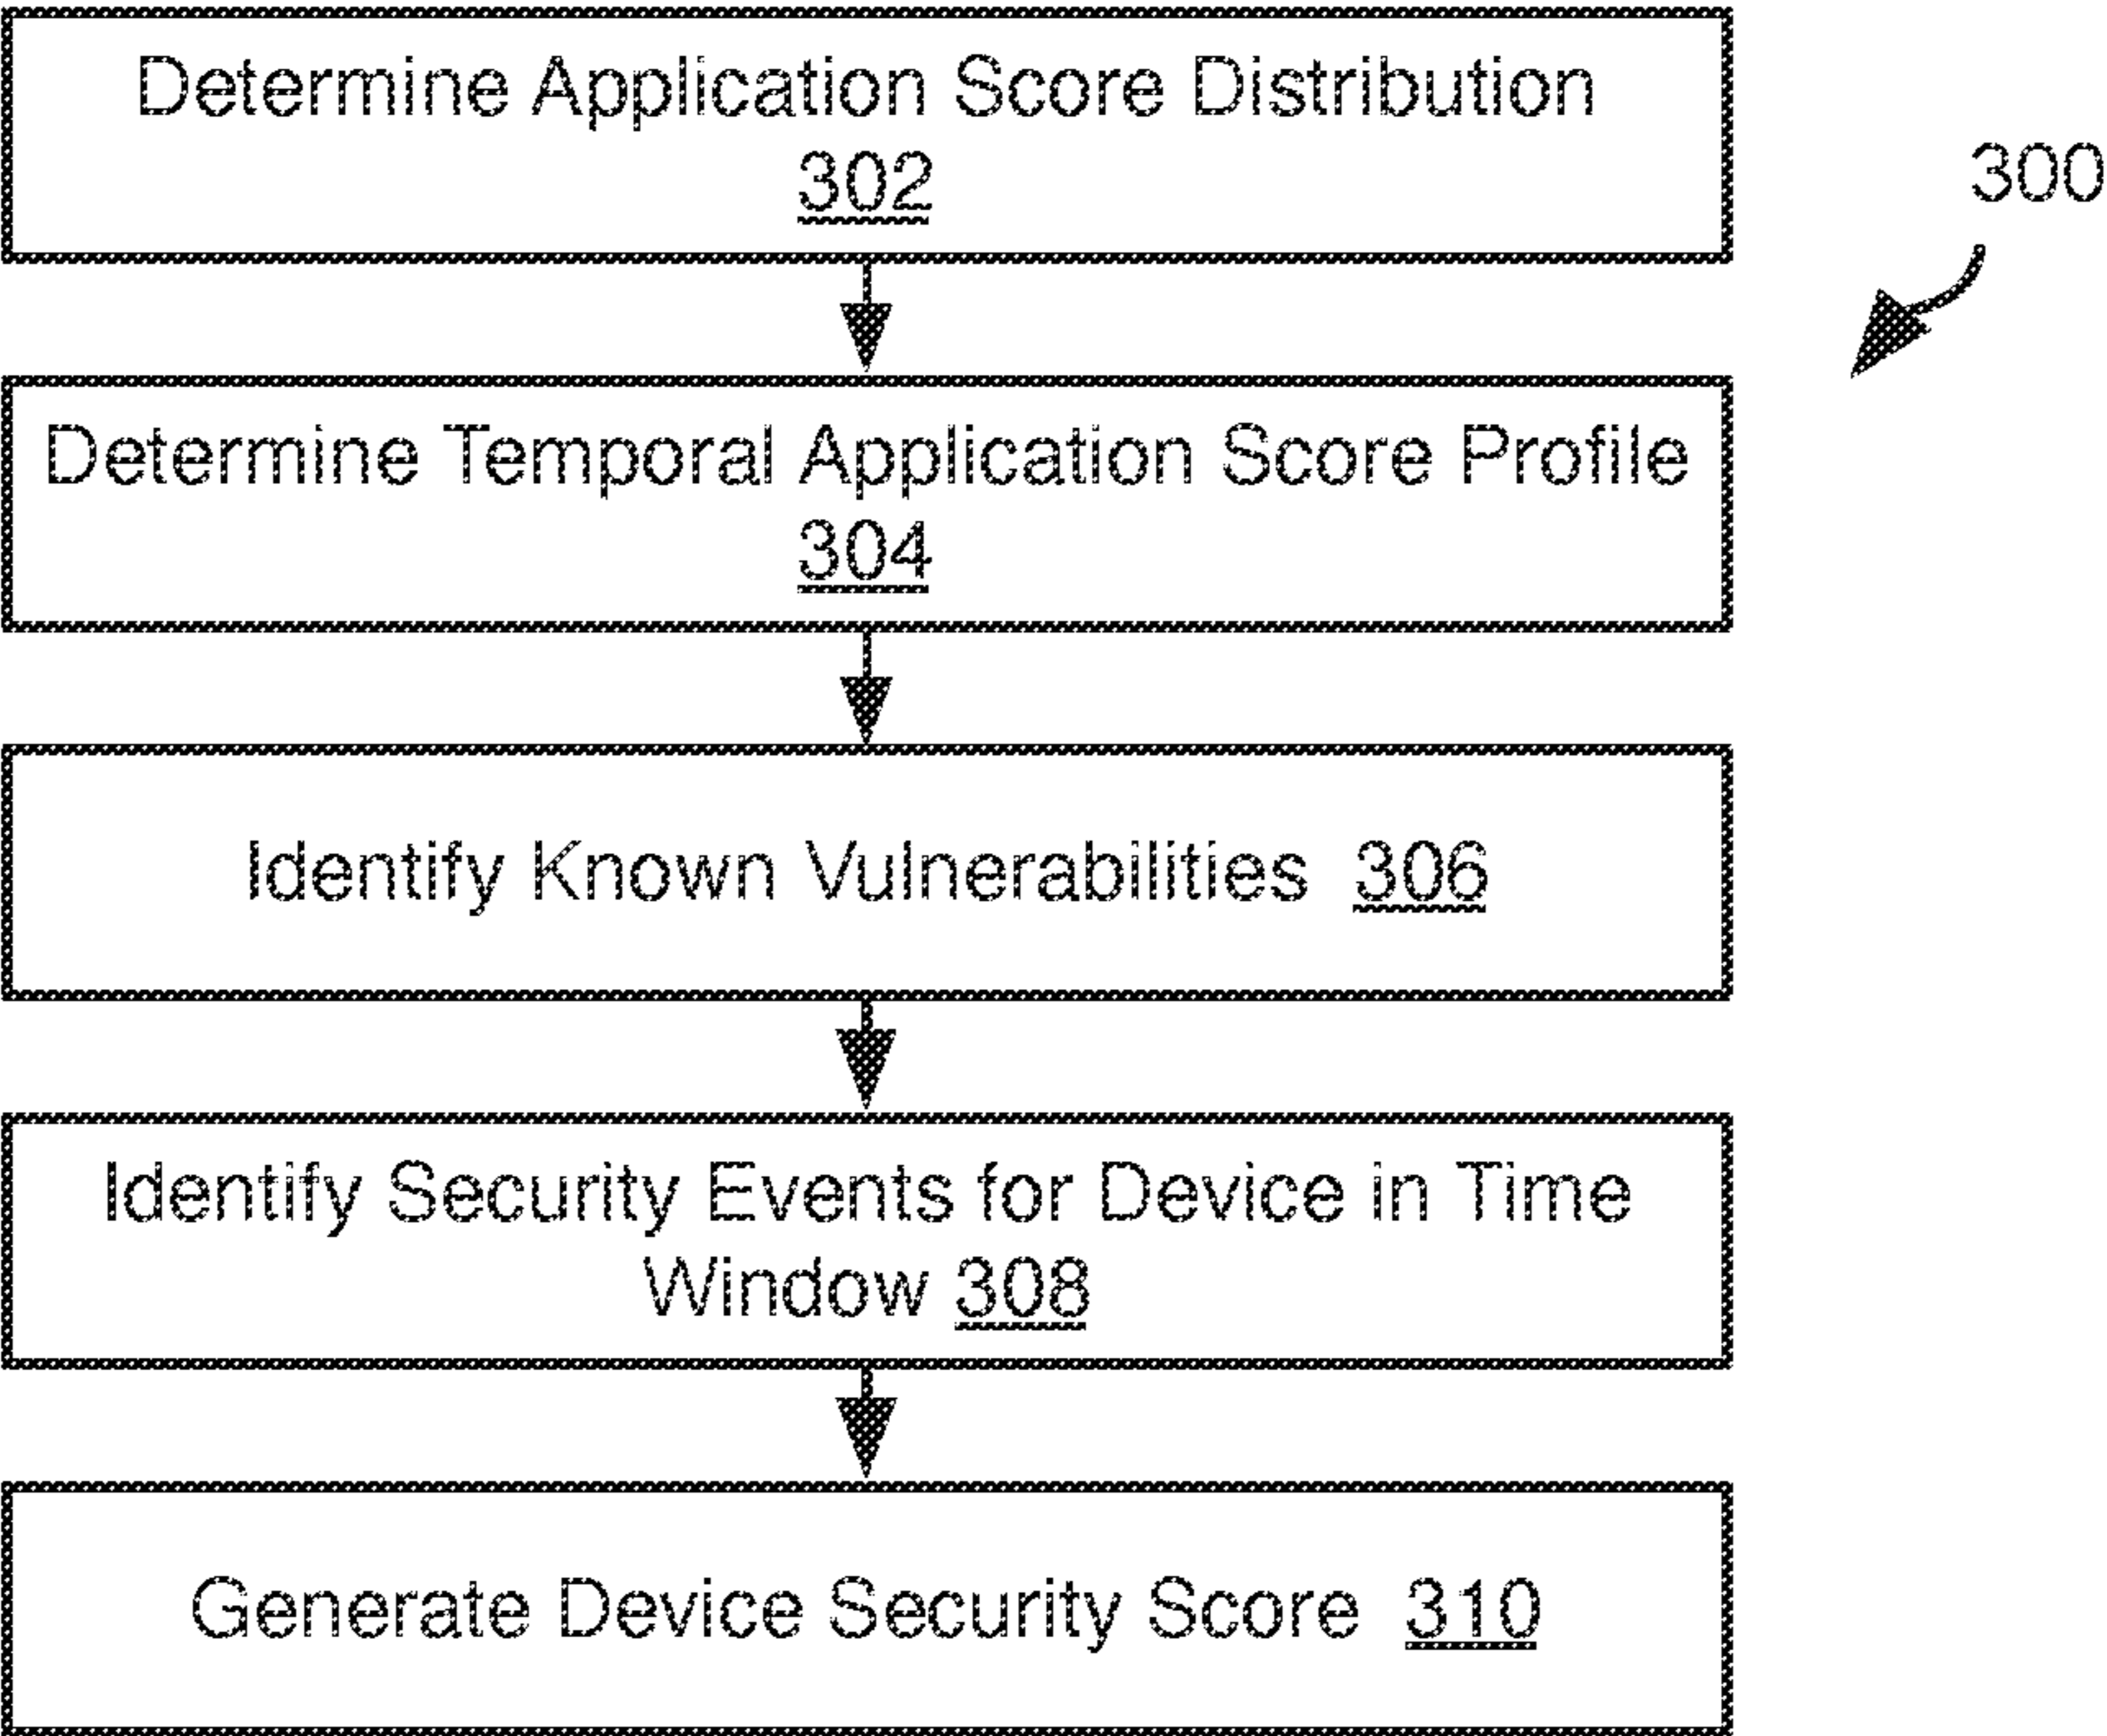 Determine Application Score Distribution
302
300
Determine Temporal Application Score Profile
304
Identify Known Vulnerabilities 306
Identify Security Events for Device in Time
Window 308
Generate Device Security Score 310